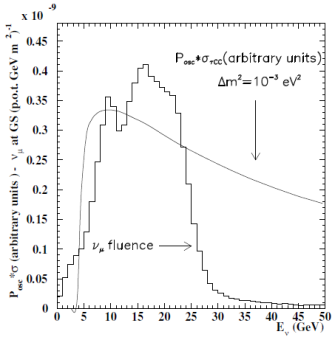 x 10⁻⁹
P_osc*σ (arbitrary units) - ν_μ at GS (p.o.t. GeV m²)⁻¹
0.45
0.4
0.35
0.3
0.25
0.2
0.15
0.1
0.05
0
P_osc*σ_τCC(arbitrary units)
Δm²=10⁻³ eV²
ν_μ fluence
0 5 10 15 20 25 30 35 40 45 50
E_ν (GeV)